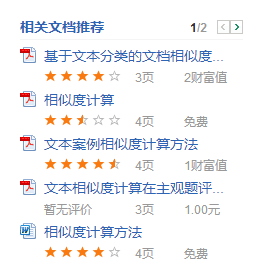 相关文档推荐 1/2
基于文本分类的文档相似度...
3页 2财富值
相似度计算
4页 免费
文本案例相似度计算方法
4页 1财富值
文本相似度计算在主观题评...
暂无评价 3页 1.00元
相似度计算方法
4页 免费